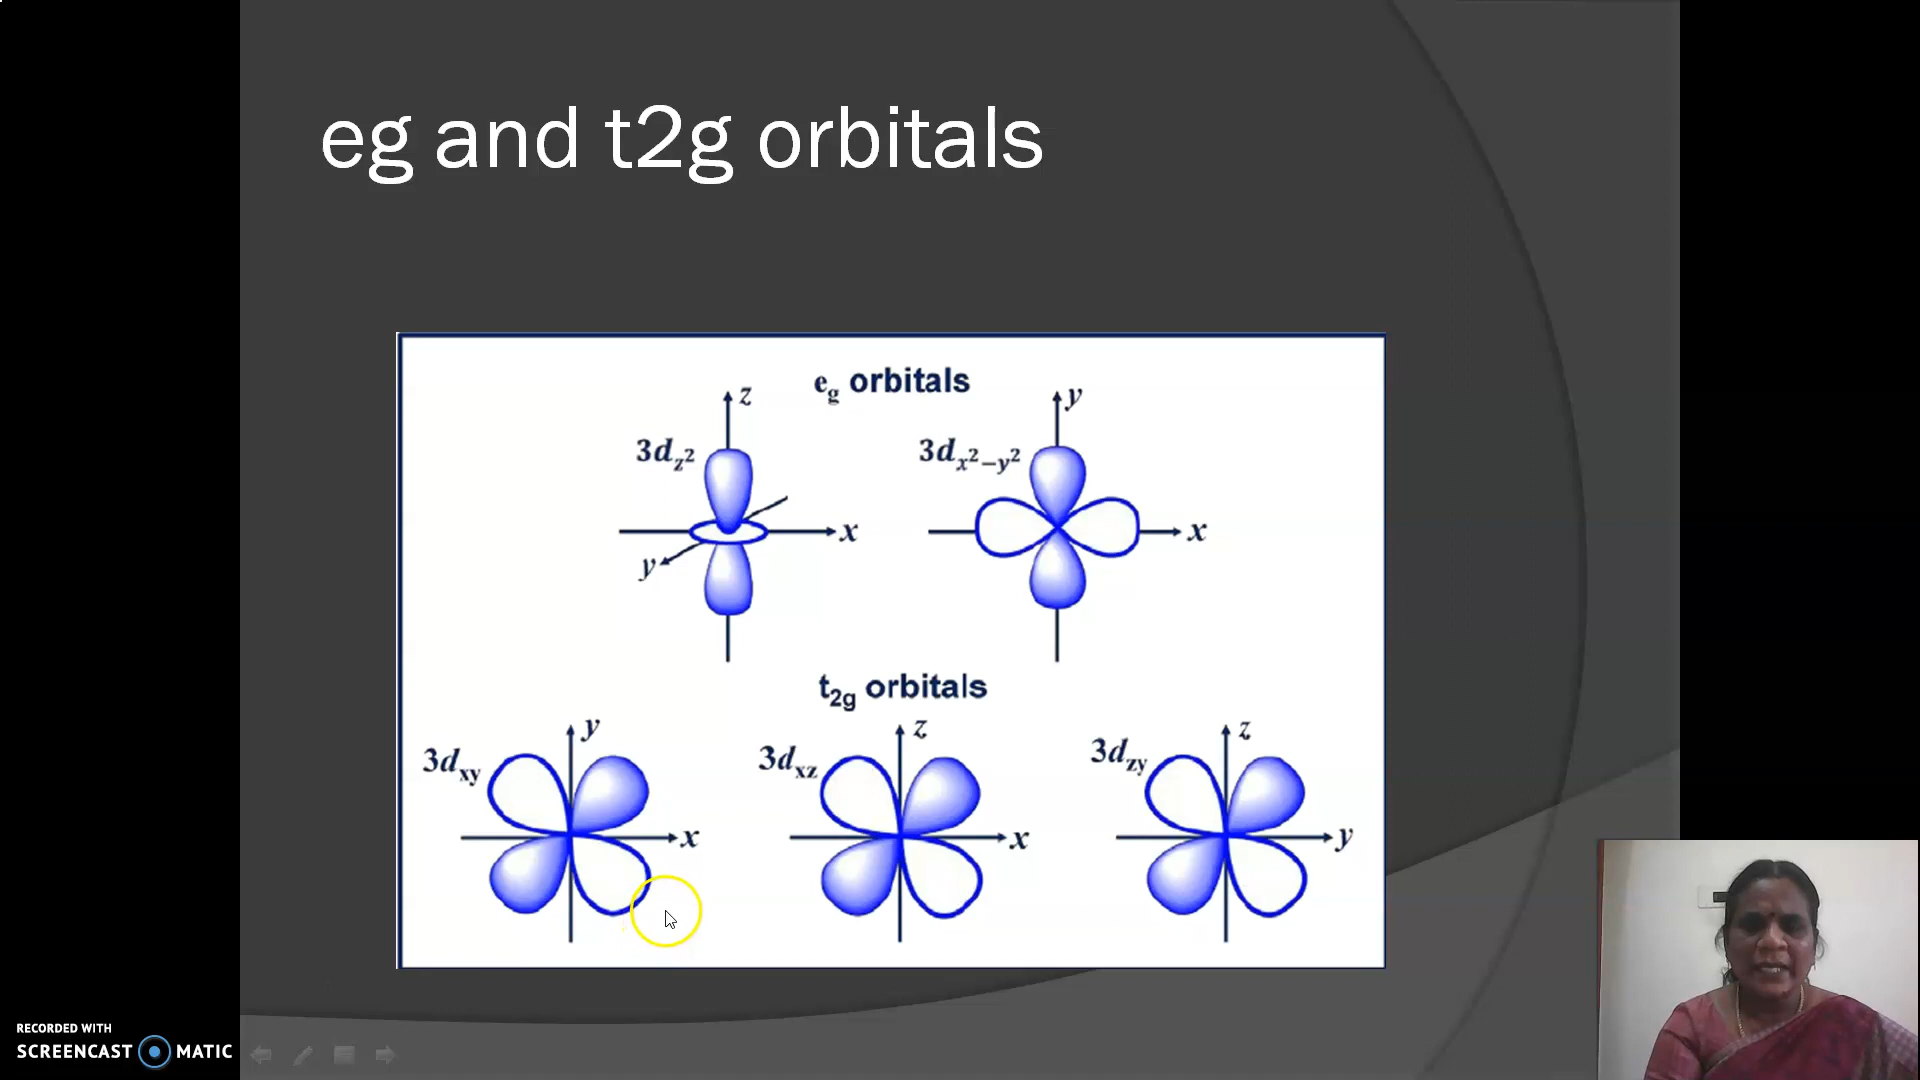 eg and t2g orbitals
e_g orbitals
z
y
3d_z²
3d_x²−y²
x
x
y
t_2g orbitals
y
z
z
3d_xy
3d_xz
3d_zy
x
x
y
RECORDED WITH
SCREENCAST MATIC